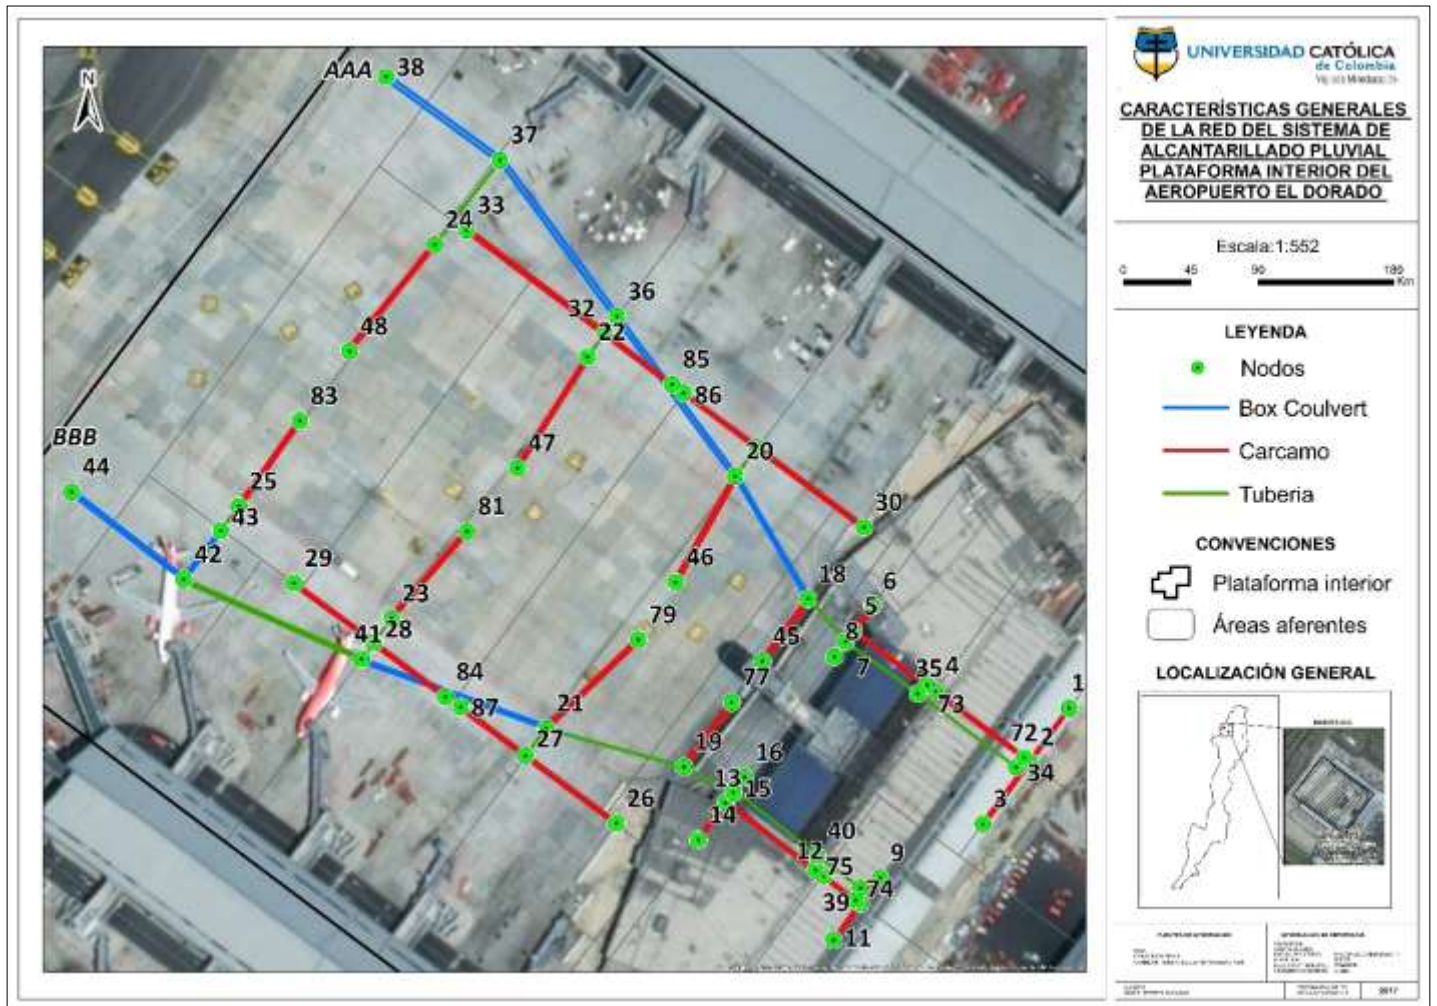 AAA
38
N
37
33
24
36
32
22
48
85
86
83
47
BBB
44
20
25
81
43
30
42
29
46
18
6
23
5
28
79
41
45
8
7
35
4
84
77
73
1
87
21
72
2
27
19
16
34
13
15
26
14
3
40
12
75
9
74
39
11
UNIVERSIDAD CATÓLICA
de Colombia
CARACTERÍSTICAS GENERALES
DE LA RED DEL SISTEMA DE
ALCANTARILLADO PLUVIAL
PLATAFORMA INTERIOR DEL
AEROPUERTO EL DORADO
Escala:1:552
0 45 90 180
Km
LEYENDA
Nodos
Box Coulvert
Carcamo
Tuberia
CONVENCIONES
Plataforma interior
Áreas aferentes
LOCALIZACIÓN GENERAL
2017